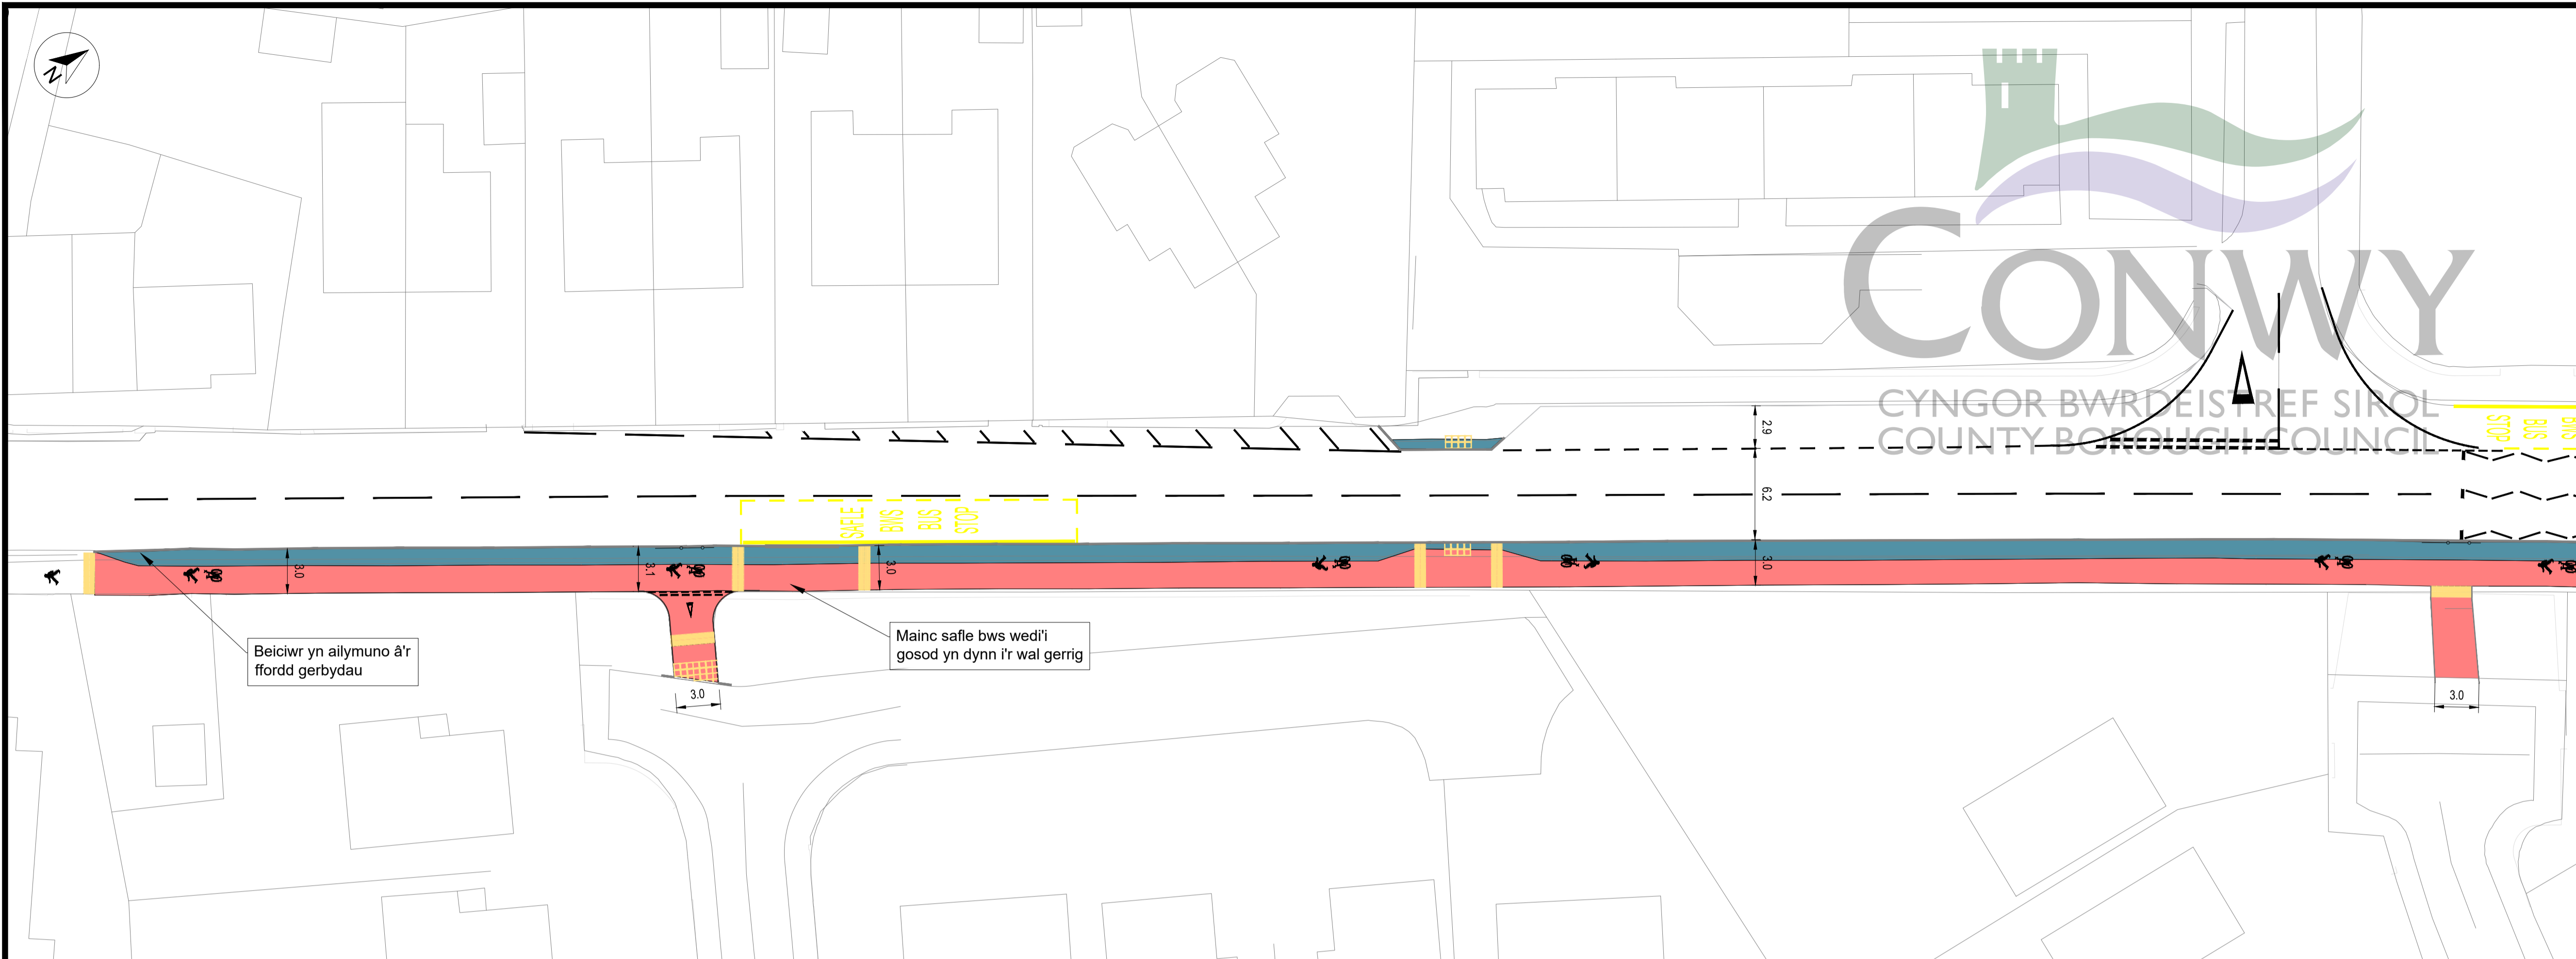 N
CONWY
CYNGOR BWRDEISTREF SIROL
COUNTY BOROUGH COUNCIL
2.9
6.2
3.0
STOP
BUS
BWS
SAFLE
BWS
BUS
STOP
3.0
3.1
3.0
Beiciwr yn ailymuno â'r
ffordd gerbydau
Mainc safle bws wedi'i
gosod yn dynn i'r wal gerrig
3.0
3.0